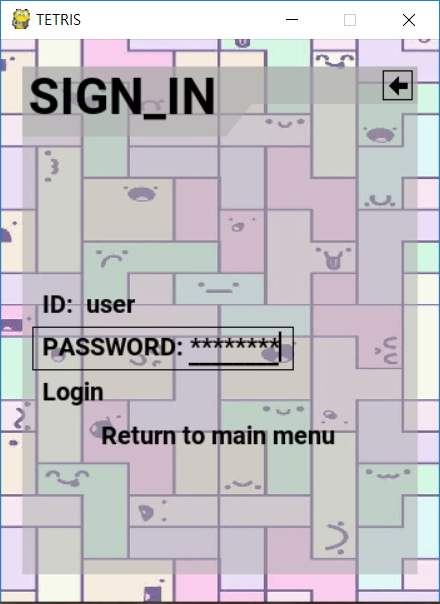 TETRIS
SIGN_IN
ID: user
PASSWORD: ********
Login
Return to main menu